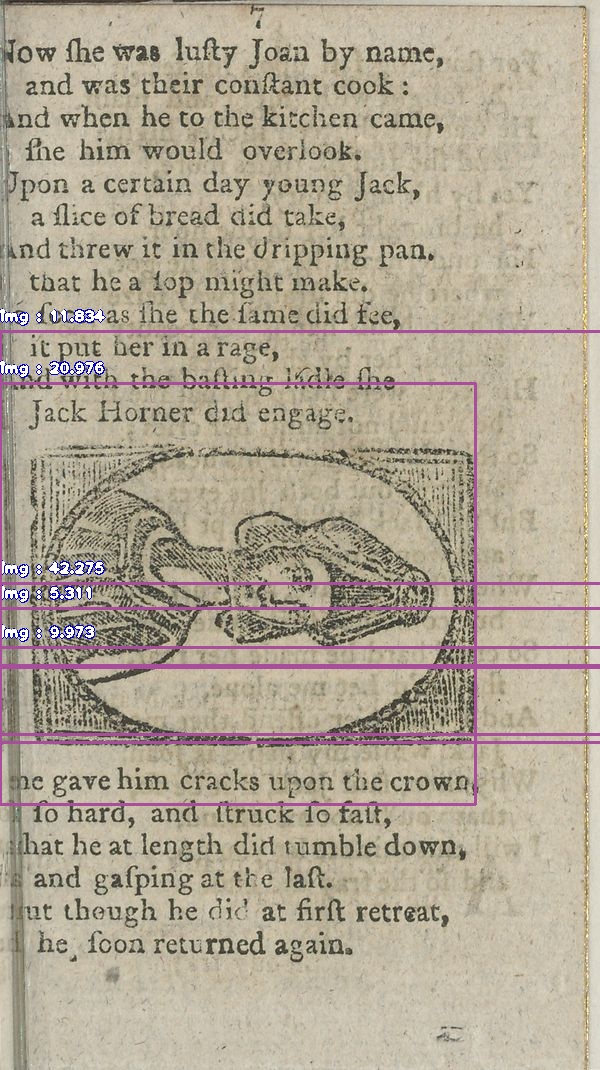 7
Now ſhe was luſty Joan by name,
and was their conſtant cook :
And when he to the kitchen came,
ſhe him would overlook.
Upon a certain day young Jack,
a ſlice of bread did take,
And threw it in the dripping pan.
that he a ſop might make.
Img : 11.834
ſoon as ſhe the ſame did ſee,
it put her in a rage,
Img : 20.976
And with the baſting ladle ſhe
Jack Horner did engage.
Img : 42.275
Img : 5.311
Img : 9.973
She gave him cracks upon the crown,
ſo hard, and ſtruck ſo faſt,
That he at length did tumble down,
and gaſping at the laſt.
But though he did at firſt retreat,
he ſoon returned again.